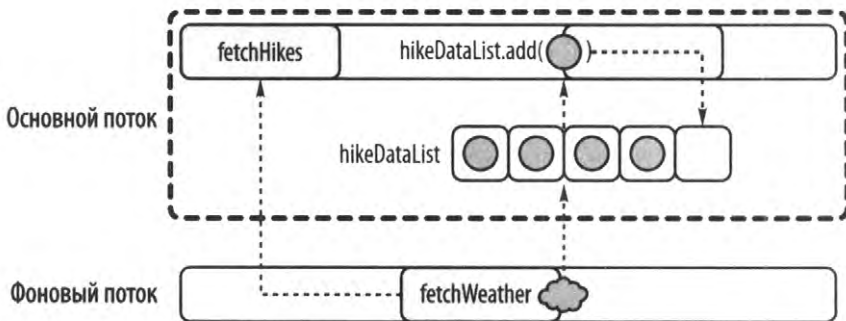 fetchHikes
hikeDataList.add( )
Основной поток
hikeDataList
Фоновый поток
fetchWeather